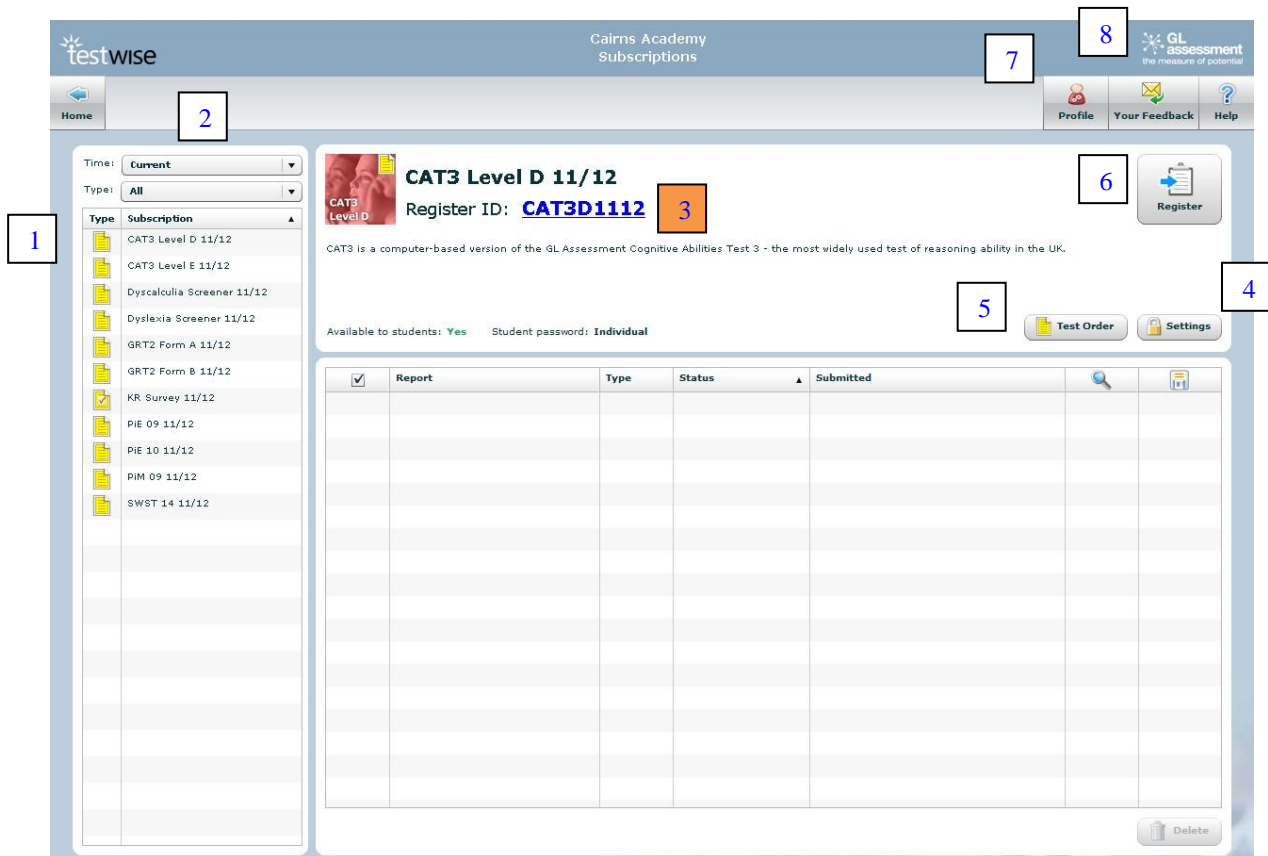 8
7
testwise
Cairns Academy
Subscriptions
GL
assessment
the measure of potential
Home
2
Profile
Your Feedback
Help
Time: Current
Type: All
Type Subscription
1
CAT3 Level D 11/12
CAT3 Level E 11/12
Dyscalculia Screener 11/12
Dyslexia Screener 11/12
GRT2 Form A 11/12
GRT2 Form B 11/12
KR Survey 11/12
PiE 09 11/12
PiE 10 11/12
PiM 09 11/12
SWST 14 11/12
CAT3
Level D
CAT3 Level D 11/12
Register ID: CAT3D1112
3
6
Register
CAT3 is a computer-based version of the GL Assessment Cognitive Abilities Test 3 - the most widely used test of reasoning ability in the UK.
4
5
Available to students: Yes Student password: Individual
Test Order
Settings
Report Type Status Submitted
Delete